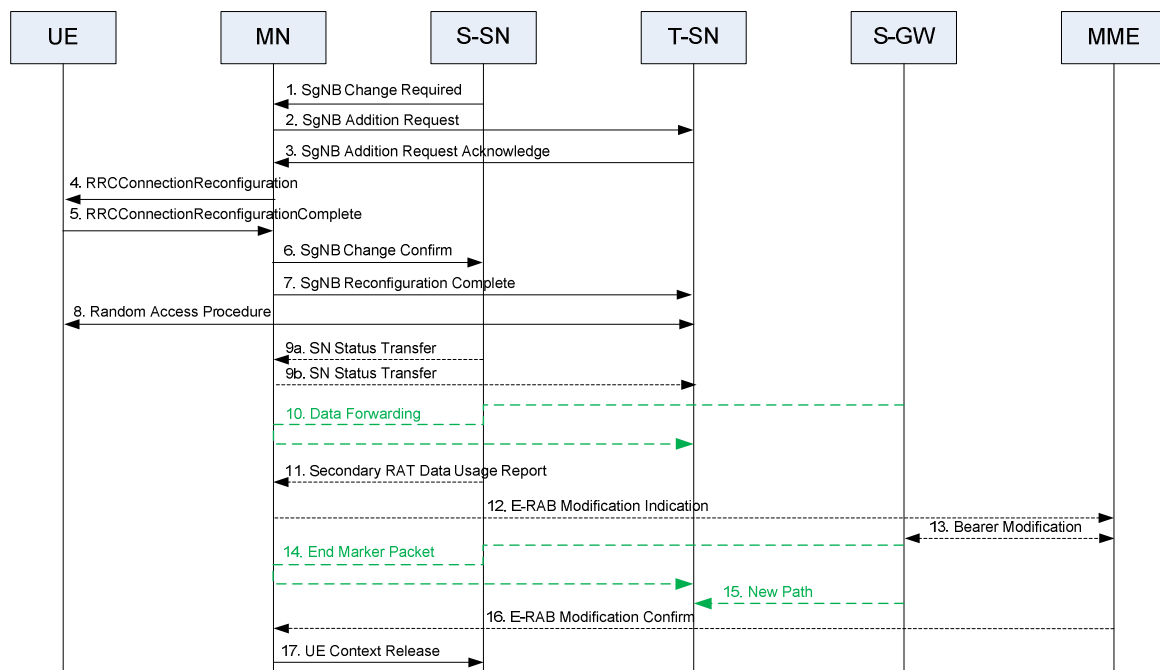 UE
MN
S-SN
T-SN
S-GW
MME
1. SgNB Change Required
2. SgNB Addition Request
3. SgNB Addition Request Acknowledge
4. RRCConnectionReconfiguration
5. RRCConnectionReconfigurationComplete
6. SgNB Change Confirm
7. SgNB Reconfiguration Complete
8. Random Access Procedure
9a. SN Status Transfer
9b. SN Status Transfer
10. Data Forwarding
11. Secondary RAT Data Usage Report
12. E-RAB Modification Indication
13. Bearer Modification
14. End Marker Packet
15. New Path
16. E-RAB Modification Confirm
17. UE Context Release